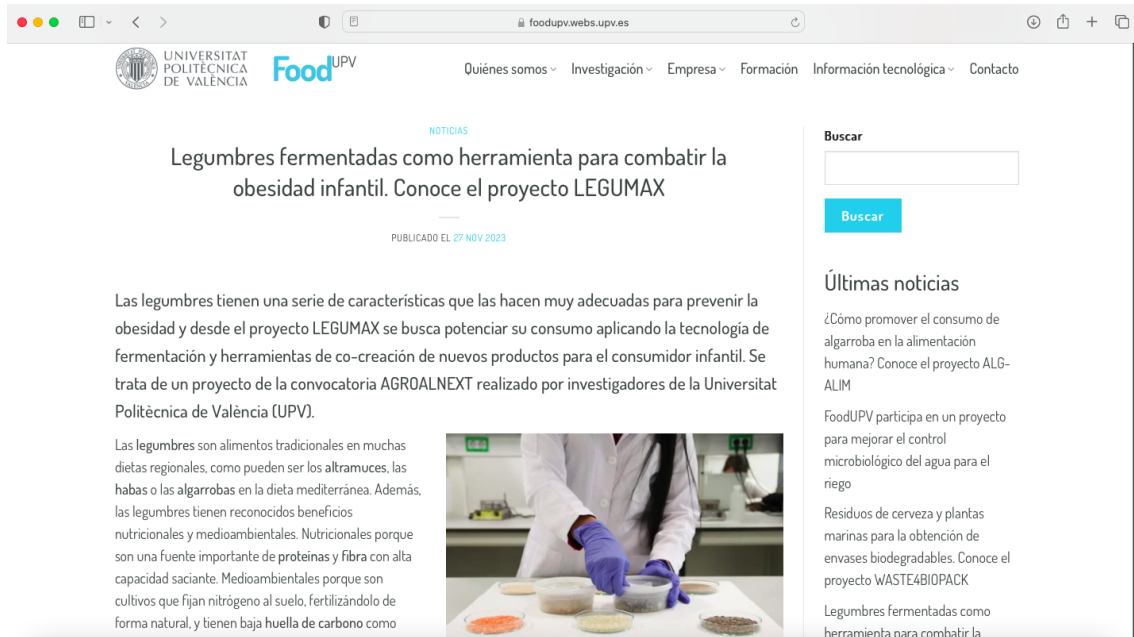 foodupv.webs.upv.es
UNIVERSITAT
POLITÈCNICA
DE VALÈNCIA
FoodUPV
Quiénes somos
Investigación
Empresa
Formación
Información tecnológica
Contacto
NOTICIAS
Legumbres fermentadas como herramienta para combatir la
obesidad infantil. Conoce el proyecto LEGUMAX
PUBLICADO EL 27 NOV 2023
Las legumbres tienen una serie de características que las hacen muy adecuadas para prevenir la
obesidad y desde el proyecto LEGUMAX se busca potenciar su consumo aplicando la tecnología de
fermentación y herramientas de co-creación de nuevos productos para el consumidor infantil. Se
trata de un proyecto de la convocatoria AGROALNEXT realizado por investigadores de la Universitat
Politècnica de València (UPV).
Las legumbres son alimentos tradicionales en muchas
dietas regionales, como pueden ser los altramuces, las
habas o las algarrobas en la dieta mediterránea. Además,
las legumbres tienen reconocidos beneficios
nutricionales y medioambientales. Nutricionales porque
son una fuente importante de proteínas y fibra con alta
capacidad saciante. Medioambientales porque son
cultivos que fijan nitrógeno al suelo, fertilizándolo de
forma natural, y tienen baja huella de carbono como
Buscar
Buscar
Últimas noticias
¿Cómo promover el consumo de
algarroba en la alimentación
humana? Conoce el proyecto ALG-
ALIM
FoodUPV participa en un proyecto
para mejorar el control
microbiológico del agua para el
riego
Residuos de cerveza y plantas
marinas para la obtención de
envases biodegradables. Conoce el
proyecto WASTE4BIOPACK
Legumbres fermentadas como
herramienta para combatir la